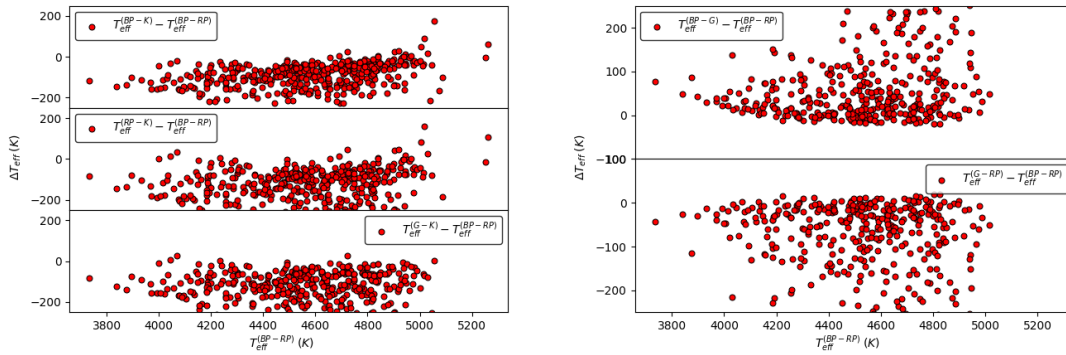 200
T_eff^(BP−K) − T_eff^(BP−RP)
0
−200
200
T_eff^(RP−K) − T_eff^(BP−RP)
0
ΔT_eff (K)
−200
200
T_eff^(G−K) − T_eff^(BP−RP)
0
−200
3800 4000 4200 4400 4600 4800 5000 5200
T_eff^(BP−RP) (K)
T_eff^(BP−G) − T_eff^(BP−RP)
200
100
0
ΔT_eff (K)
−100
100
T_eff^(G−RP) − T_eff^(BP−RP)
0
−100
−200
3800 4000 4200 4400 4600 4800 5000 5200
T_eff^(BP−RP) (K)